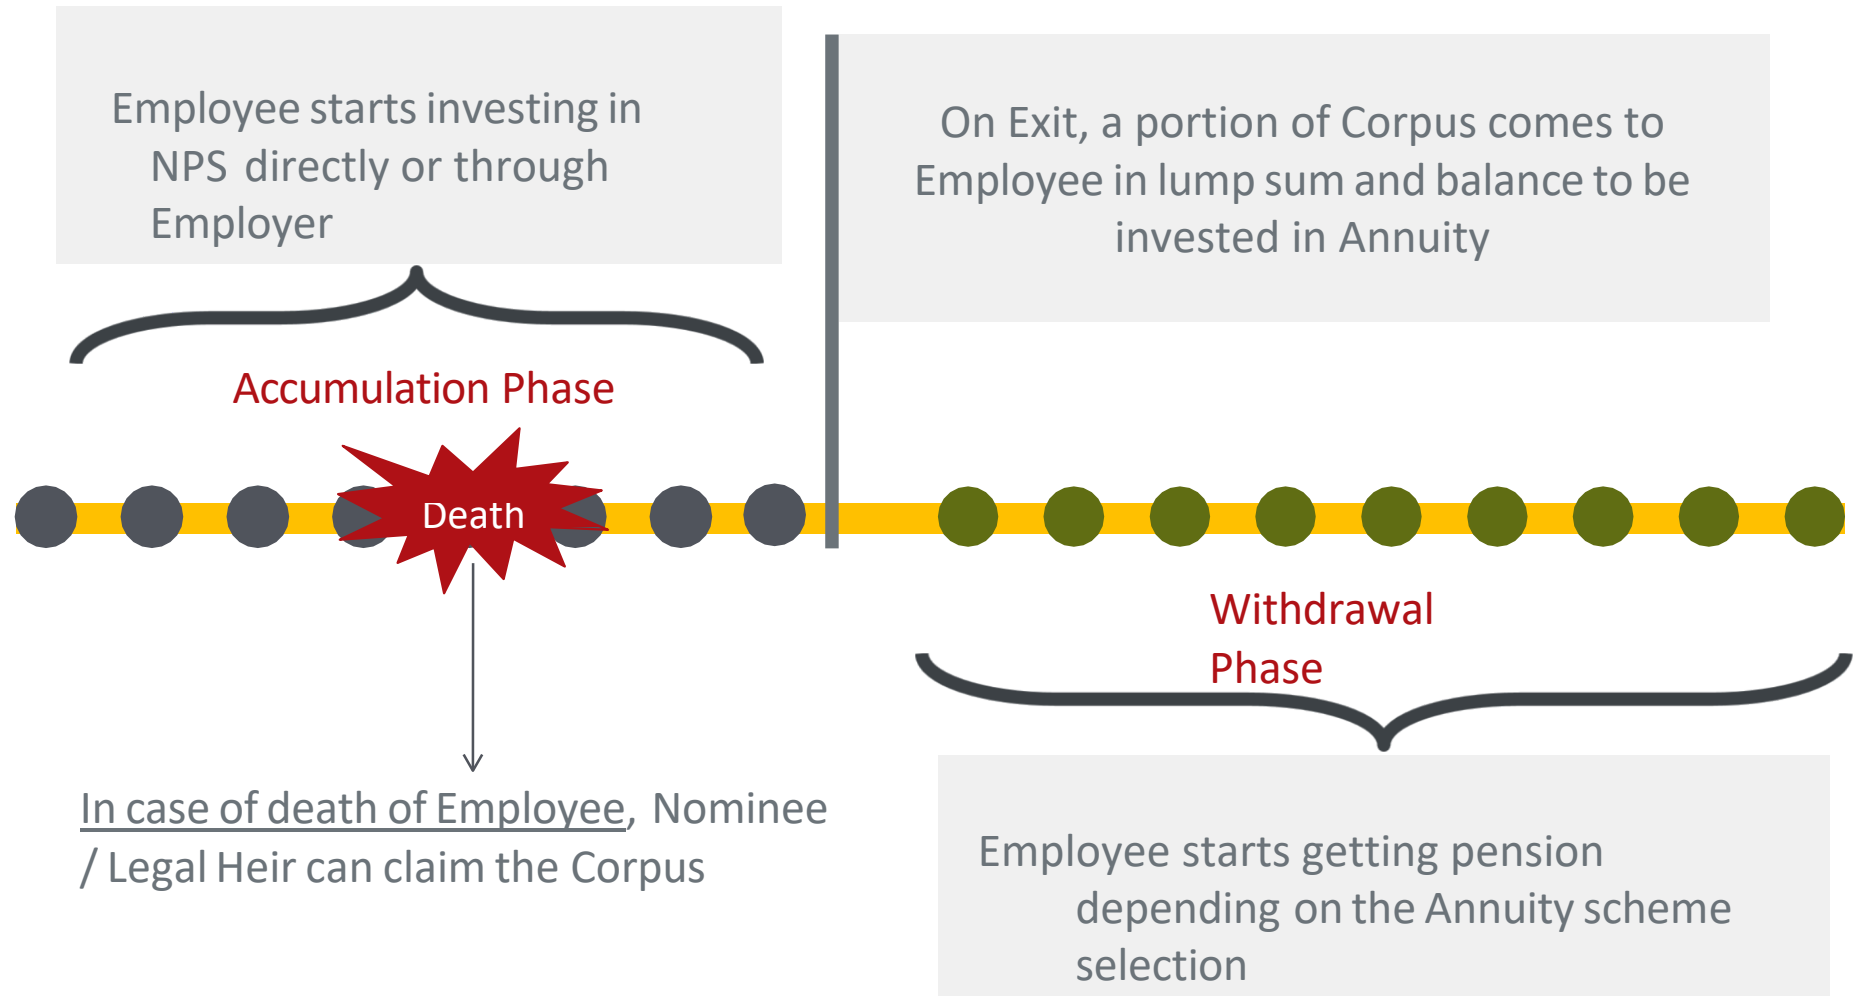 Employee starts investing in
NPS directly or through
Employer
On Exit, a portion of Corpus comes to
Employee in lump sum and balance to be
invested in Annuity
Accumulation Phase
Death
Withdrawal
Phase
In case of death of Employee, Nominee
/ Legal Heir can claim the Corpus
Employee starts getting pension
depending on the Annuity scheme
selection